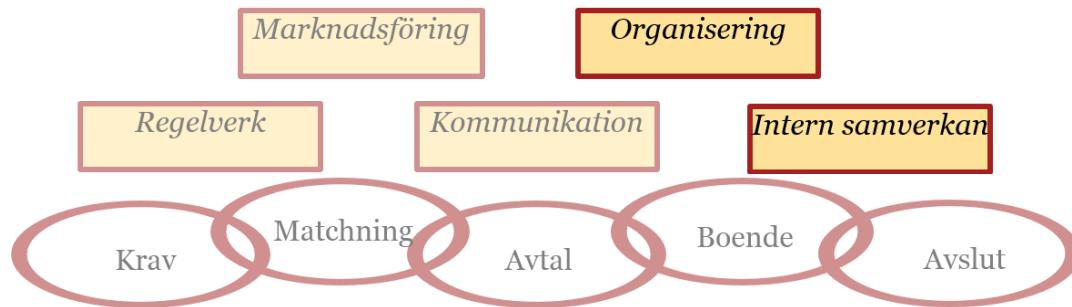 Marknadsföring
Organisering
Regelverk
Kommunikation
Intern samverkan
Krav
Matchning
Avtal
Boende
Avslut